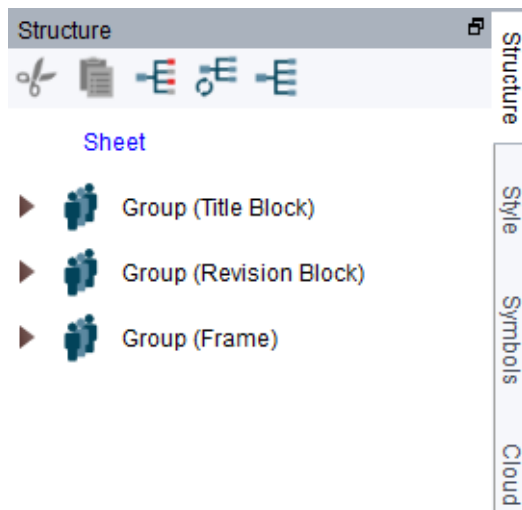 Structure
Sheet
Group (Title Block)
Group (Revision Block)
Group (Frame)
Structure
Style
Symbols
Cloud